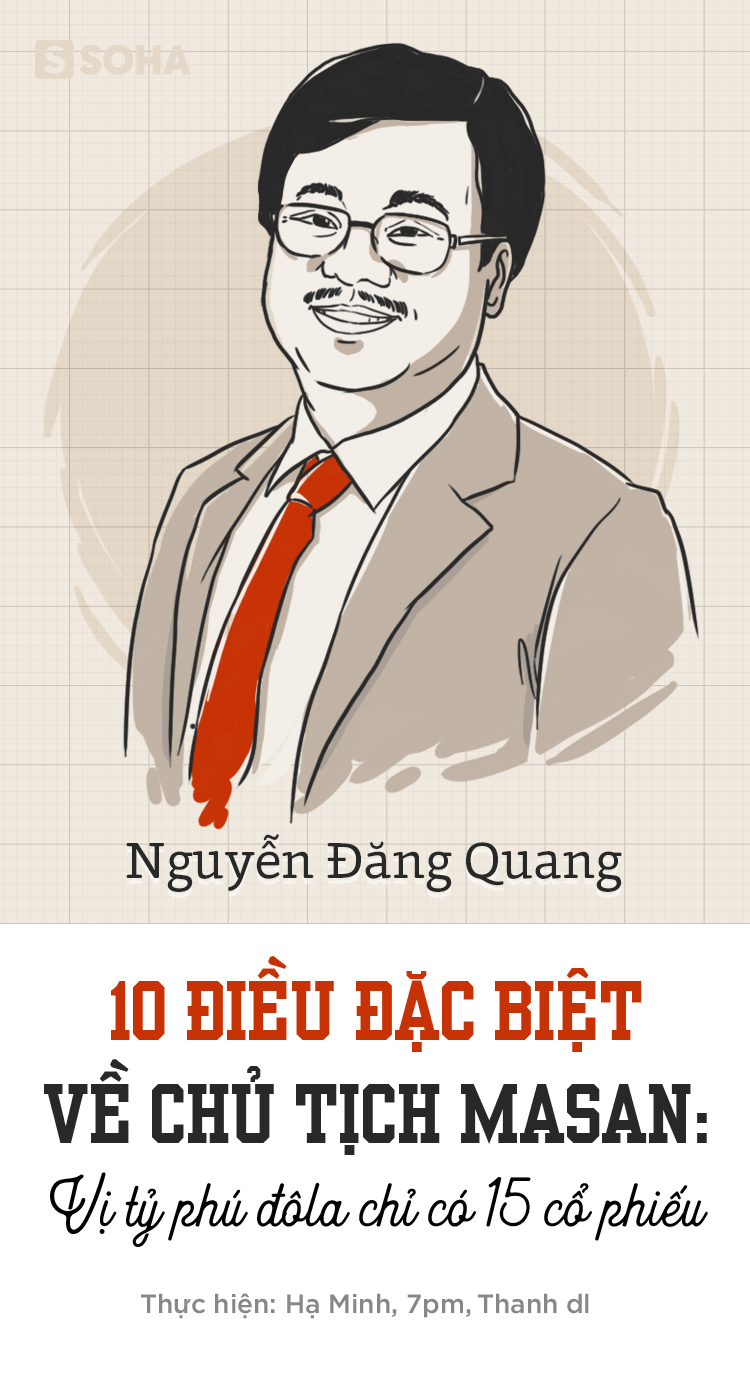 SOHA
Nguyễn Đăng Quang
10 ĐIỀU ĐẶC BIỆT
VỀ CHỦ TỊCH MASAN:
Vị tỷ phú đôla chỉ có 15 cổ phiếu
Thực hiện: Hạ Minh, 7pm, Thanh dl